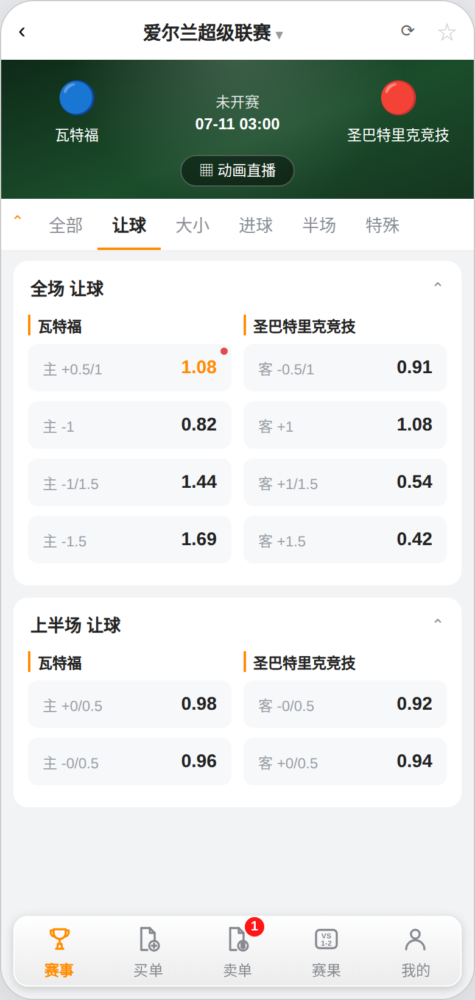 爱尔兰超级联赛
未开赛
07-11 03:00
瓦特福
圣巴特里克竞技
动画直播
全部 让球 大小 进球 半场 特殊
全场 让球
瓦特福 圣巴特里克竞技
主 +0.5/1 1.08 客 -0.5/1 0.91
主 -1 0.82 客 +1 1.08
主 -1/1.5 1.44 客 +1/1.5 0.54
主 -1.5 1.69 客 +1.5 0.42
上半场 让球
瓦特福 圣巴特里克竞技
主 +0/0.5 0.98 客 -0/0.5 0.92
主 -0/0.5 0.96 客 +0/0.5 0.94
1
VS
1-2
赛事 买单 卖单 赛果 我的